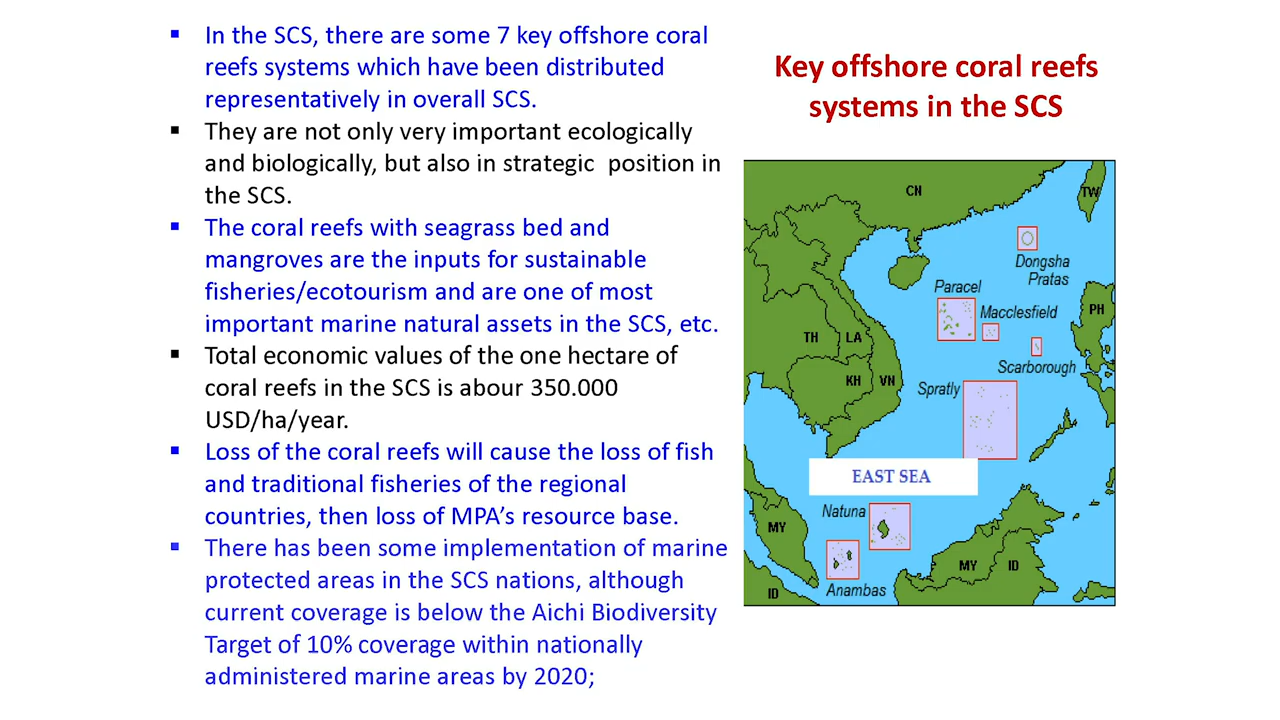 ▪ In the SCS, there are some 7 key offshore coral
reefs systems which have been distributed
representatively in overall SCS.
▪ They are not only very important ecologically
and biologically, but also in strategic position in
the SCS.
▪ The coral reefs with seagrass bed and
mangroves are the inputs for sustainable
fisheries/ecotourism and are one of most
important marine natural assets in the SCS, etc.
▪ Total economic values of the one hectare of
coral reefs in the SCS is abour 350.000
USD/ha/year.
▪ Loss of the coral reefs will cause the loss of fish
and traditional fisheries of the regional
countries, then loss of MPA’s resource base.
▪ There has been some implementation of marine
protected areas in the SCS nations, although
current coverage is below the Aichi Biodiversity
Target of 10% coverage within nationally
administered marine areas by 2020;
Key offshore coral reefs
systems in the SCS
CN
TW
Dongsha
Pratas
Paracel
Macclesfield
PH
TH
LA
Scarborough
KH
VN
Spratly
EAST SEA
Natuna
MY
MY
ID
Anambas
ID